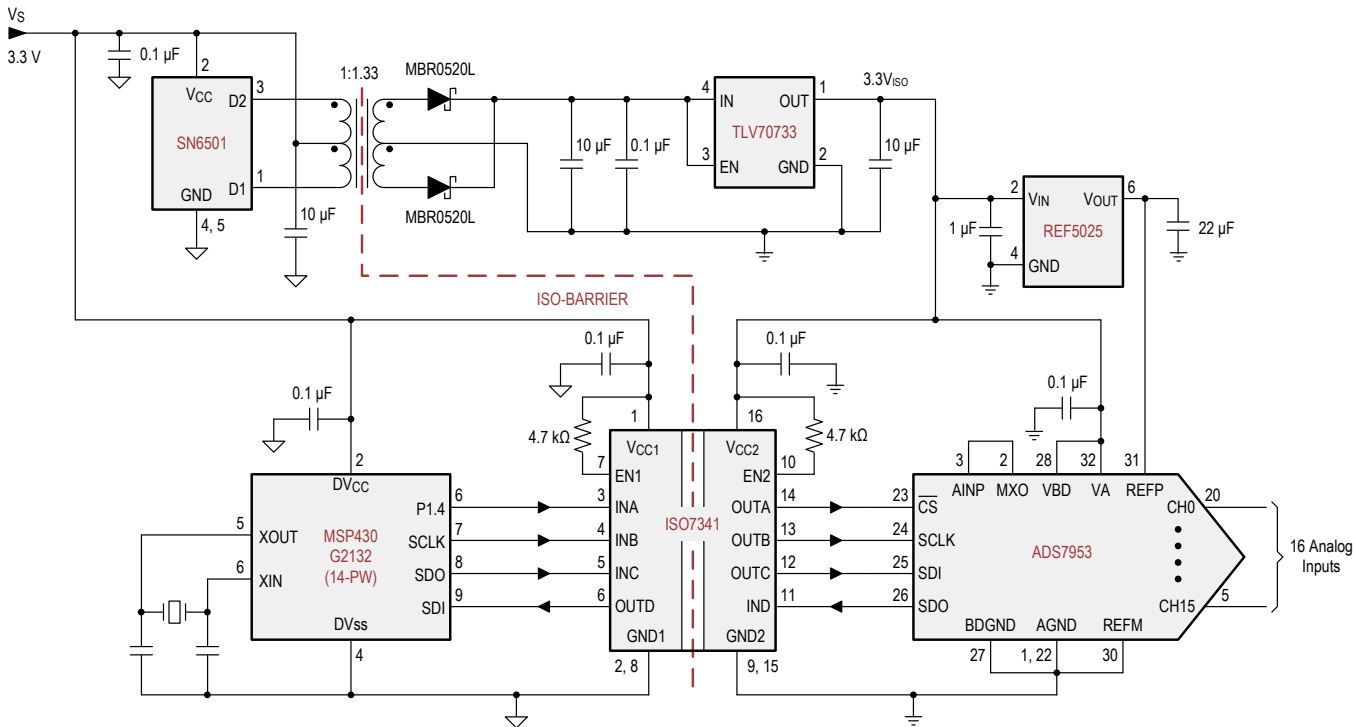 VS
3.3 V
0.1 µF
2
VCC
D2
3
SN6501
D1
1
GND
4, 5
10 µF
1:1.33
MBR0520L
MBR0520L
10 µF
0.1 µF
4
IN
OUT
1
TLV70733
3
EN
GND
2
3.3VISO
10 µF
2
VIN
VOUT
6
REF5025
1 µF
4
GND
22 µF
ISO-BARRIER
0.1 µF
0.1 µF
0.1 µF
0.1 µF
4.7 kΩ
4.7 kΩ
2
DVCC
5
XOUT
6
XIN
MSP430
G2132
(14-PW)
P1.4
6
SCLK
7
SDO
8
SDI
9
DVss
4
1
VCC1
7
EN1
3
INA
4
INB
5
INC
6
OUTD
GND1
2, 8
ISO7341
16
VCC2
EN2
10
OUTA
14
OUTB
13
OUTC
12
IND
11
GND2
9, 15
3
2
28
32
31
AINP
MXO
VBD
VA
REFP
23
CS
24
SCLK
25
SDI
26
SDO
ADS7953
CH0
20
CH15
5
16 Analog
Inputs
BDGND
AGND
REFM
27
1, 22
30